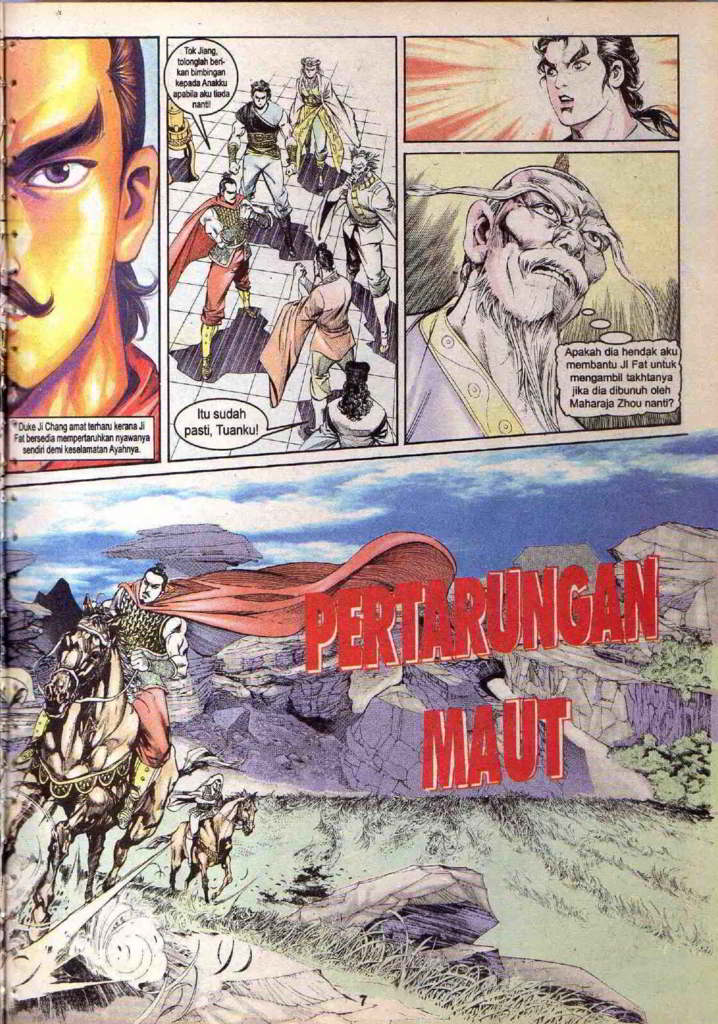 Tok Jiang,
tolonglah beri-
kan bimbingan
kepada Anakku
apabila aku tiada
nanti!
Duke Ji Chang amat terharu kerana Ji
Fat bersedia mempertaruhkan nyawanya
sendiri demi keselamatan Ayahnya.
Itu sudah
pasti, Tuanku!
Apakah dia hendak aku
membantu JI Fat untuk
mengambil takhtanya
jika dia dibunuh oleh
Maharaja Zhou nanti?
PERTARUNGAN
MAUT
7